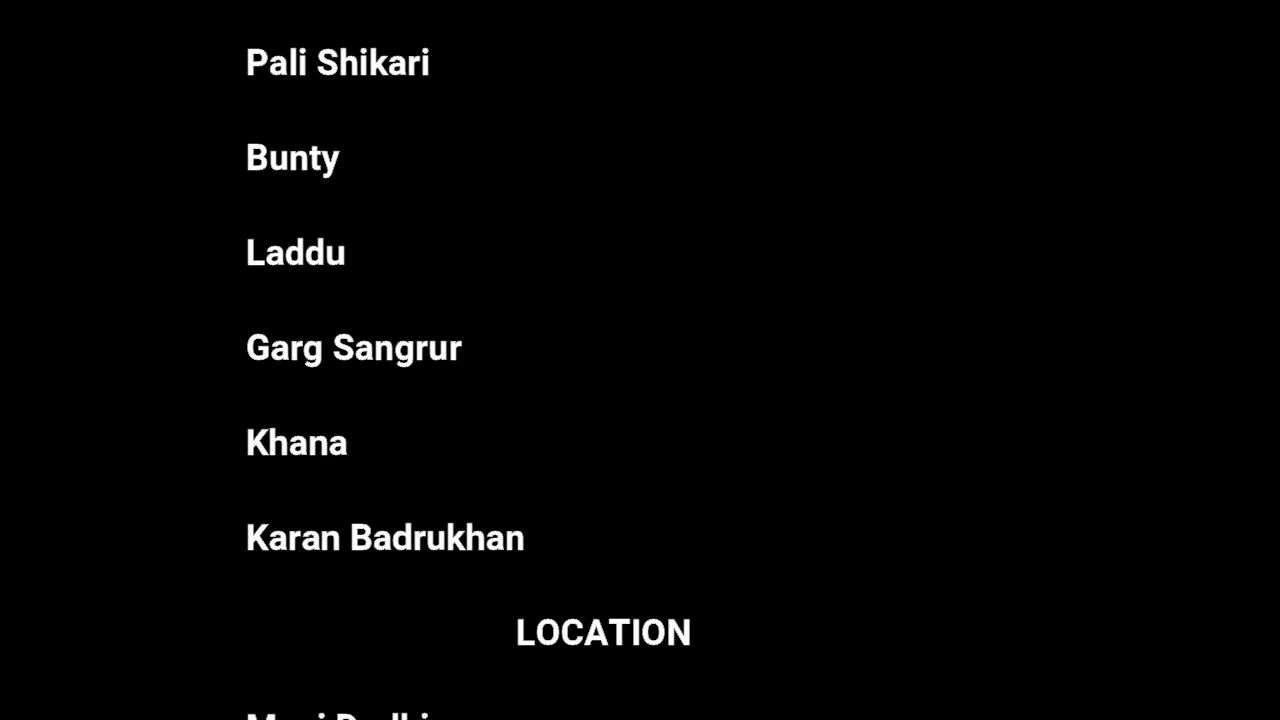 Pali Shikari
Bunty
Laddu
Garg Sangrur
Khana
Karan Badrukhan
LOCATION